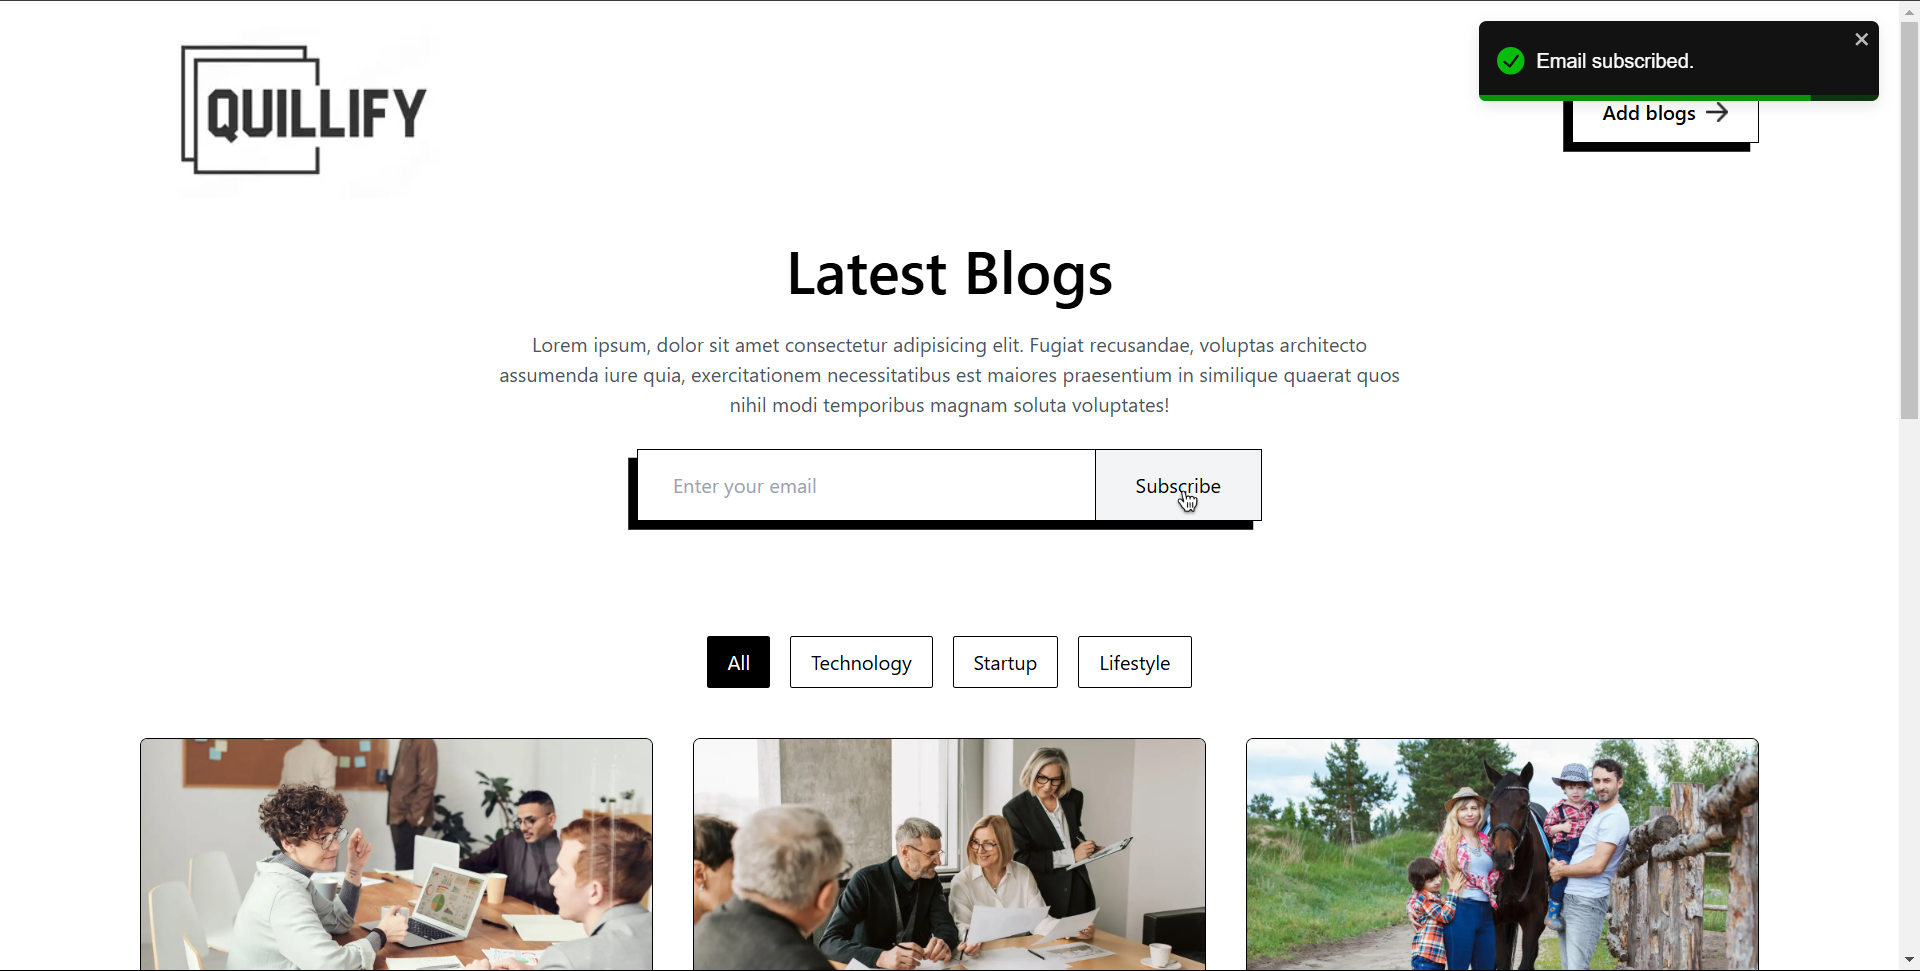 QUILLIFY
Email subscribed.
Add blogs
Latest Blogs
Lorem ipsum, dolor sit amet consectetur adipisicing elit. Fugiat recusandae, voluptas architecto
assumenda iure quia, exercitationem necessitatibus est maiores praesentium in similique quaerat quos
nihil modi temporibus magnam soluta voluptates!
Enter your email
Subscribe
All
Technology
Startup
Lifestyle